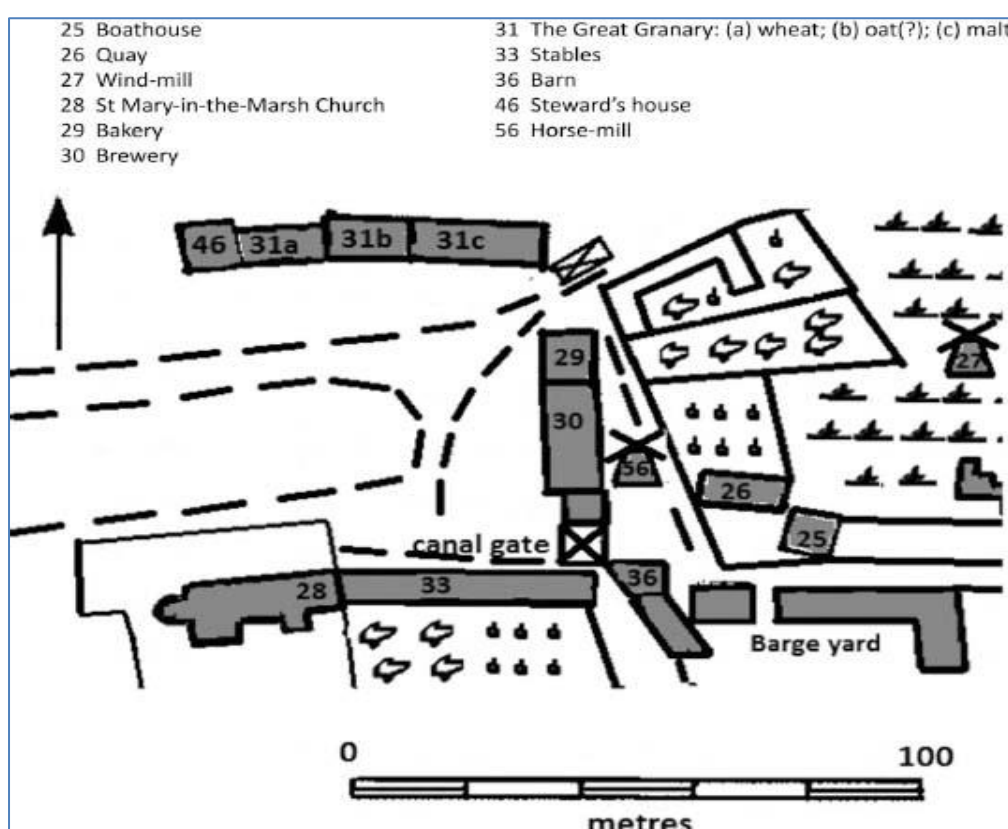 25 Boathouse
26 Quay
27 Wind-mill
28 St Mary-in-the-Marsh Church
29 Bakery
30 Brewery
31 The Great Granary: (a) wheat; (b) oat(?); (c) malt
33 Stables
36 Barn
46 Steward's house
56 Horse-mill
46 31a 31b 31c
29
27
30
56
26
25
canal gate
36
28 33
Barge yard
0 100
metres